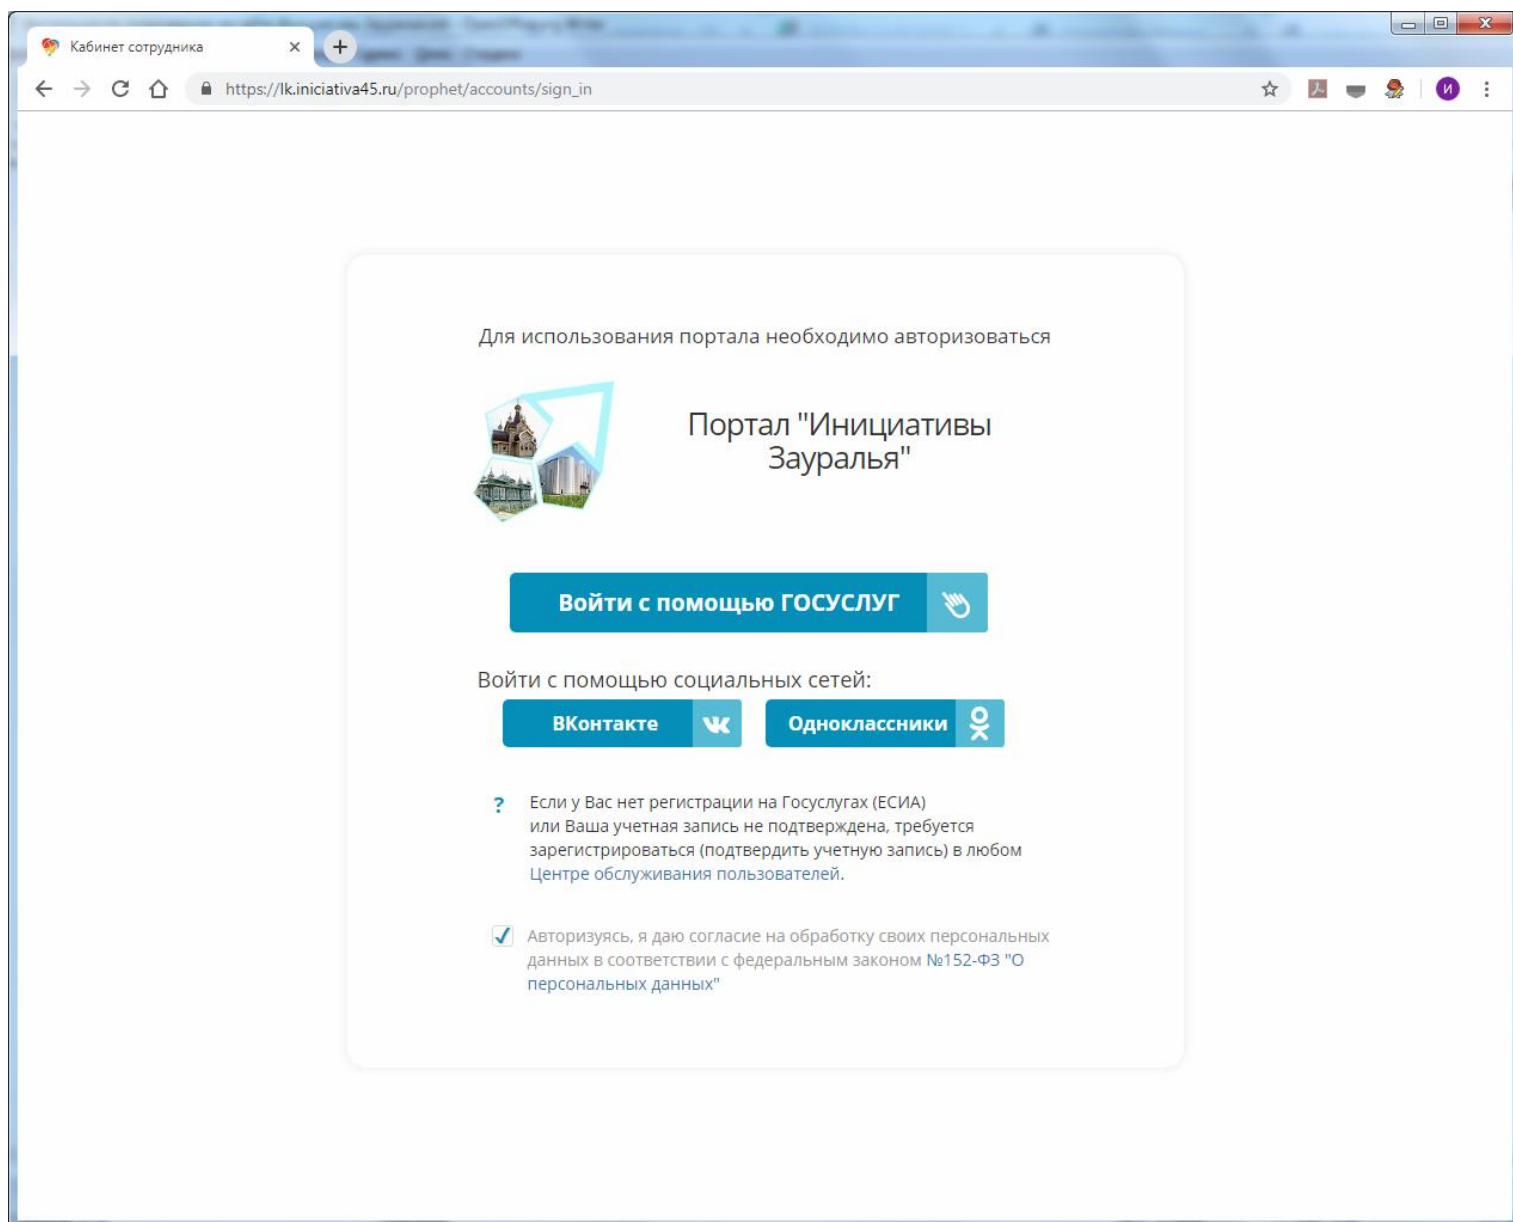 Кабинет сотрудника
https://lk.iniciativa45.ru/prophet/accounts/sign_in
И
Для использования портала необходимо авторизоваться
Портал "Инициативы
Зауралья"
Войти с помощью ГОСУСЛУГ
Войти с помощью социальных сетей:
ВКонтакте
Одноклассники
? Если у Вас нет регистрации на Госуслугах (ЕСИА)
или Ваша учетная запись не подтверждена, требуется
зарегистрироваться (подтвердить учетную запись) в любом
Центре обслуживания пользователей.
Авторизуясь, я даю согласие на обработку своих персональных
данных в соответствии с федеральным законом №152-ФЗ "О
персональных данных"